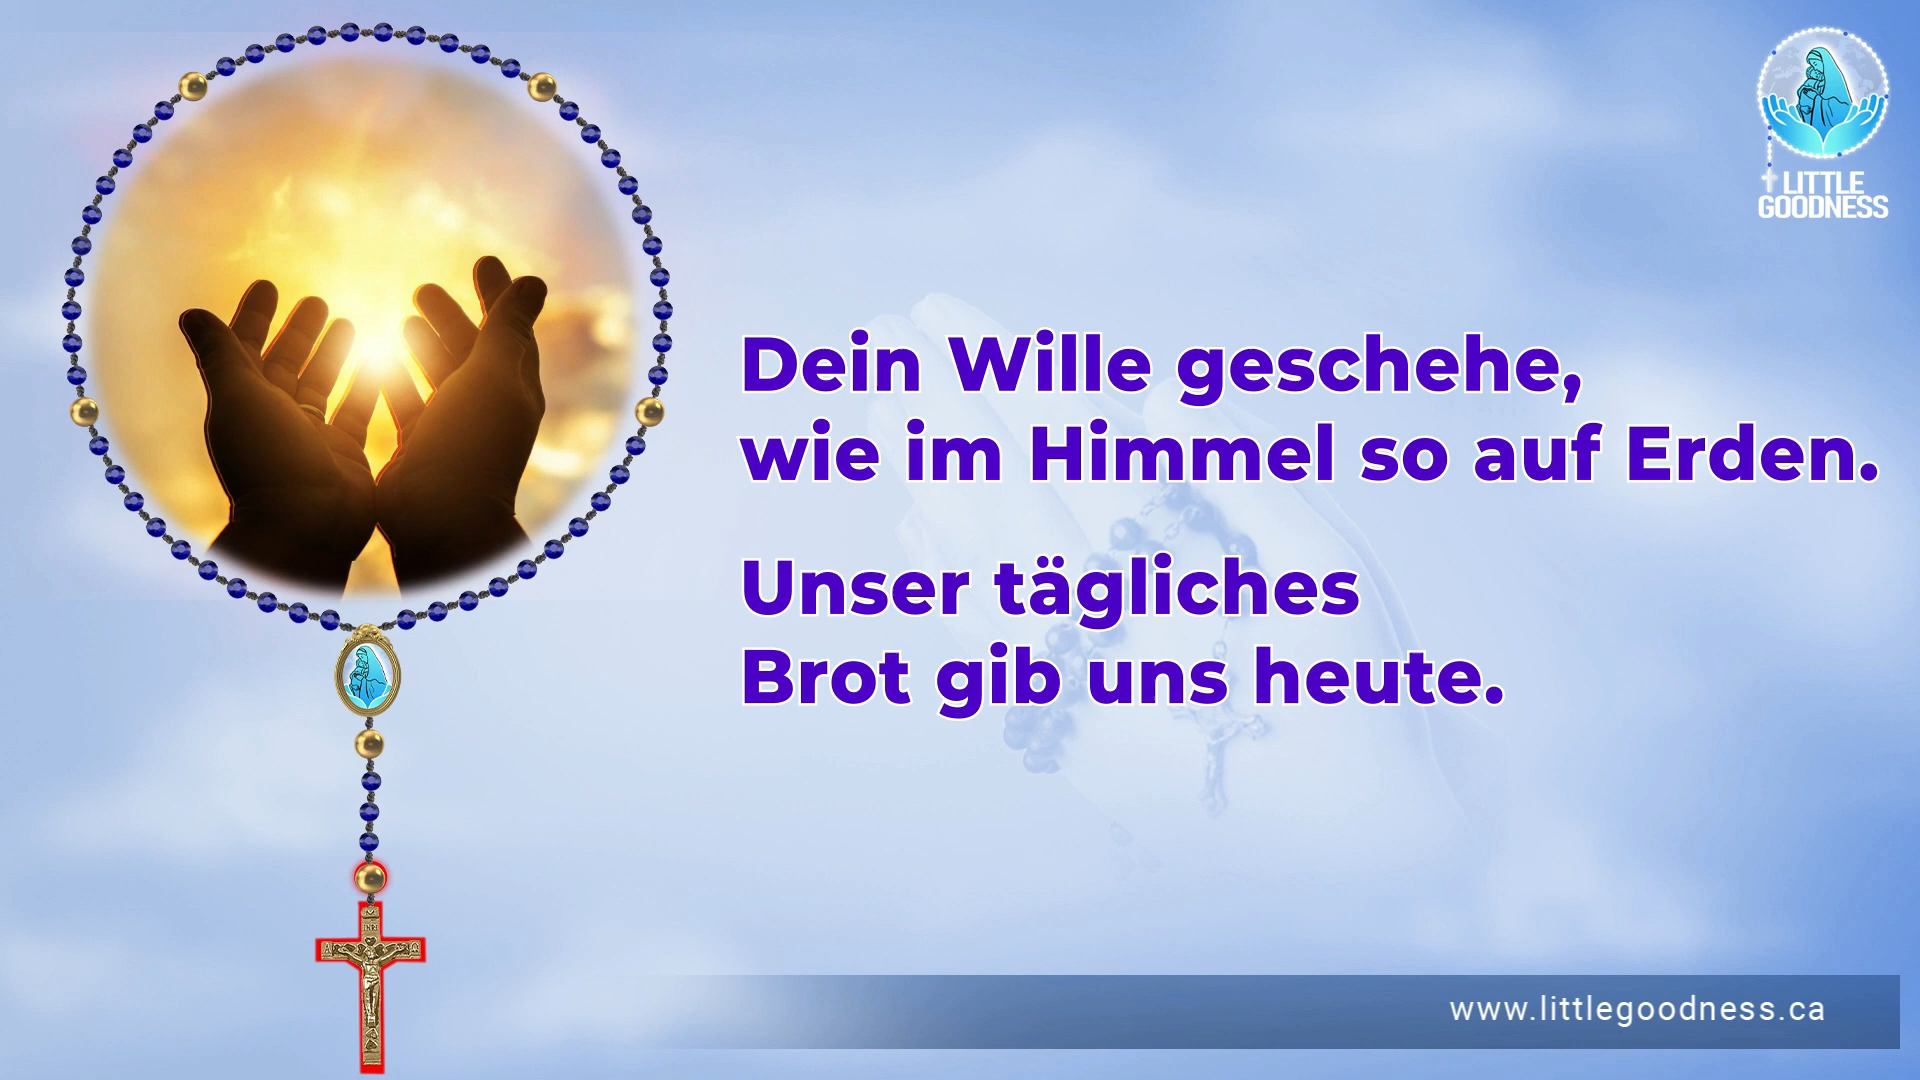 LITTLE
GOODNESS
Dein Wille geschehe,
wie im Himmel so auf Erden.
Unser tägliches
Brot gib uns heute.
INRI
www.littlegoodness.ca